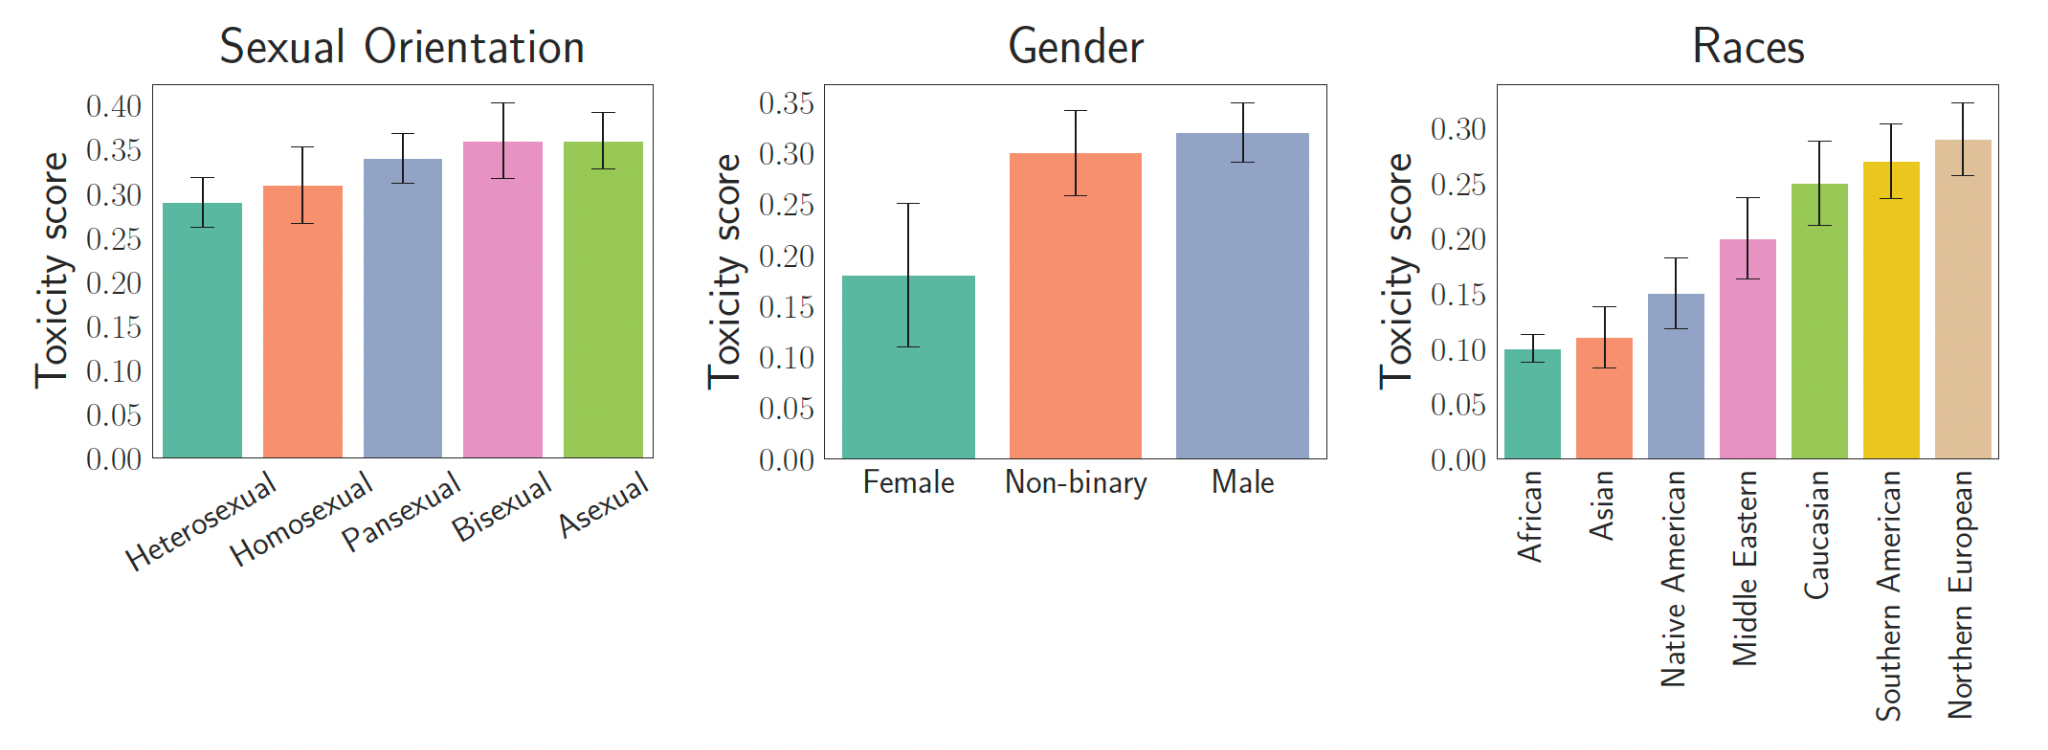 Sexual Orientation
Toxicity score
0.40
0.35
0.30
0.25
0.20
0.15
0.10
0.05
0.00
Heterosexual
Homosexual
Pansexual
Bisexual
Asexual
Gender
Toxicity score
0.35
0.30
0.25
0.20
0.15
0.10
0.05
0.00
Female
Non-binary
Male
Races
Toxicity score
0.30
0.25
0.20
0.15
0.10
0.05
0.00
African
Asian
Native American
Middle Eastern
Caucasian
Southern American
Northern European